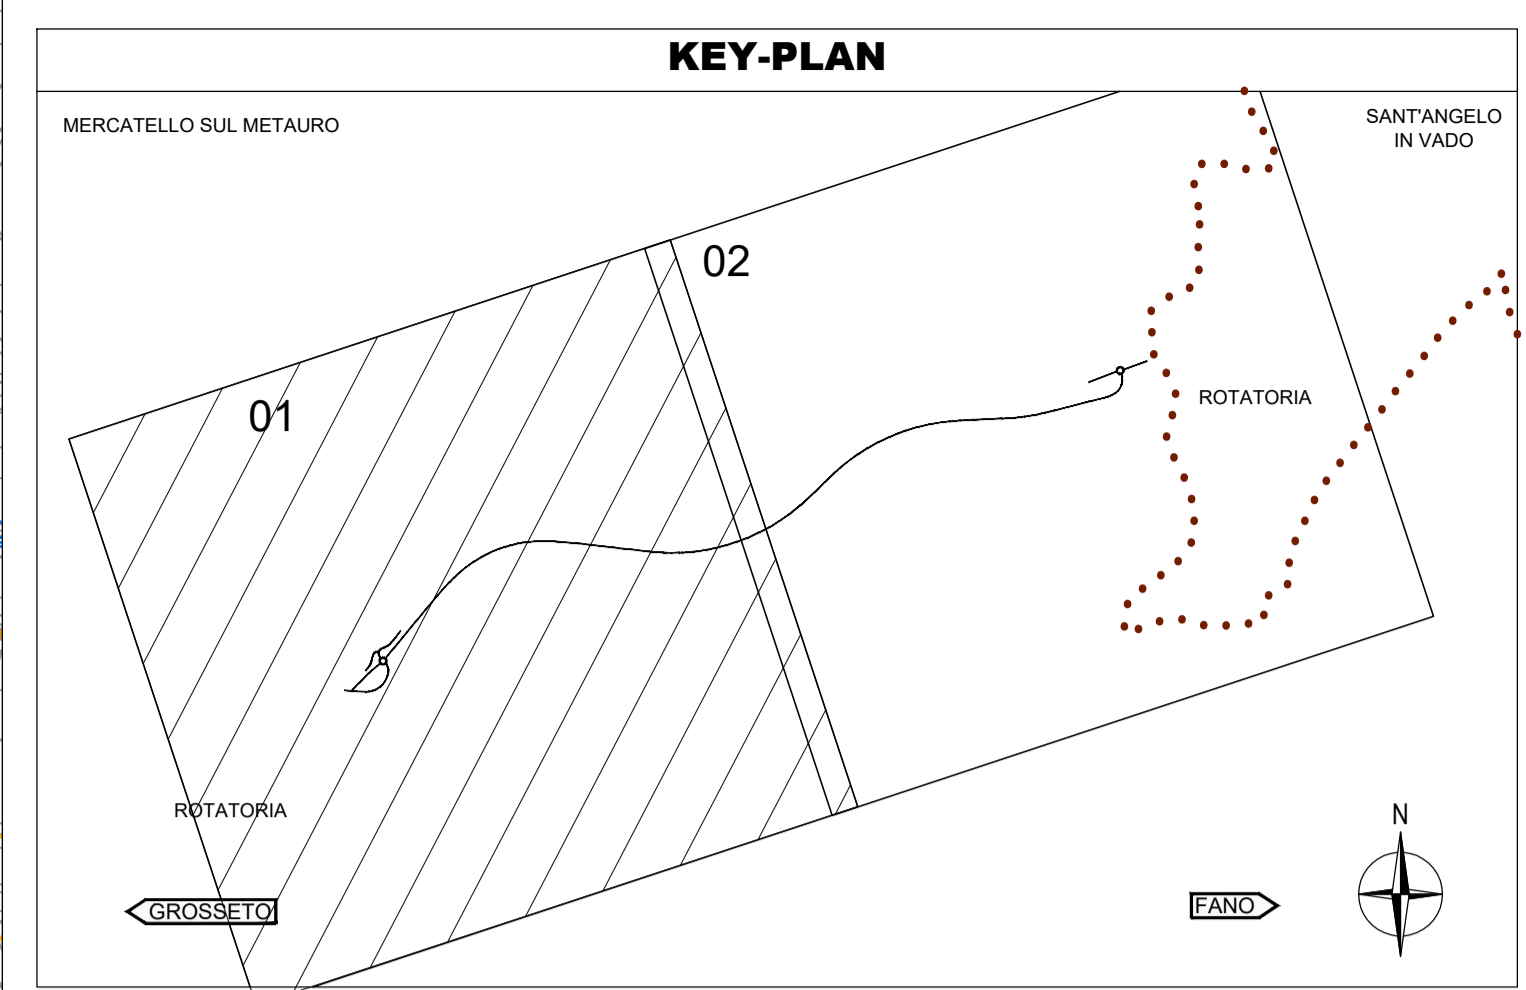 KEY-PLAN
MERCATELLO SUL METAURO
SANT'ANGELO
IN VADO
02
01
ROTATORIA
ROTATORIA
N
GROSSETO
FANO